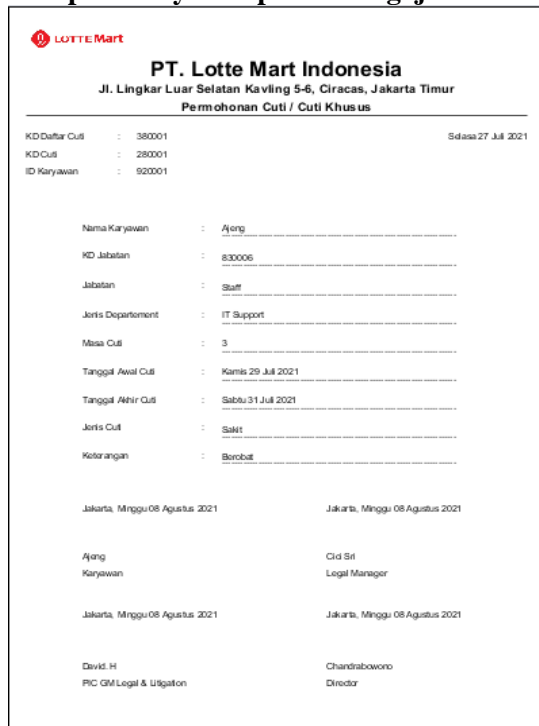 LOTTE Mart
PT. Lotte Mart Indonesia
Jl. Lingkar Luar Selatan Kavling 5-6, Ciracas, Jakarta Timur
Permohonan Cuti / Cuti Khusus
KD Daftar Cuti : 380001 Selasa 27 Juli 2021
KD Cuti : 280001
ID Karyawan : 920001
Nama Karyawan : Ajeng
KD Jabatan : 830006
Jabatan : Staff
Jenis Departement : IT Support
Masa Cuti : 3
Tanggal Awal Cuti : Kamis 29 Juli 2021
Tanggal Akhir Cuti : Sabtu 31 Juli 2021
Jenis Cuti : Sakit
Keterangan : Berobat
Jakarta, Minggu 08 Agustus 2021 Jakarta, Minggu 08 Agustus 2021
Ajeng Cici Sri
Karyawan Legal Manager
Jakarta, Minggu 08 Agustus 2021 Jakarta, Minggu 08 Agustus 2021
David. H Chandrabowono
PIC GM Legal & Litigation Director